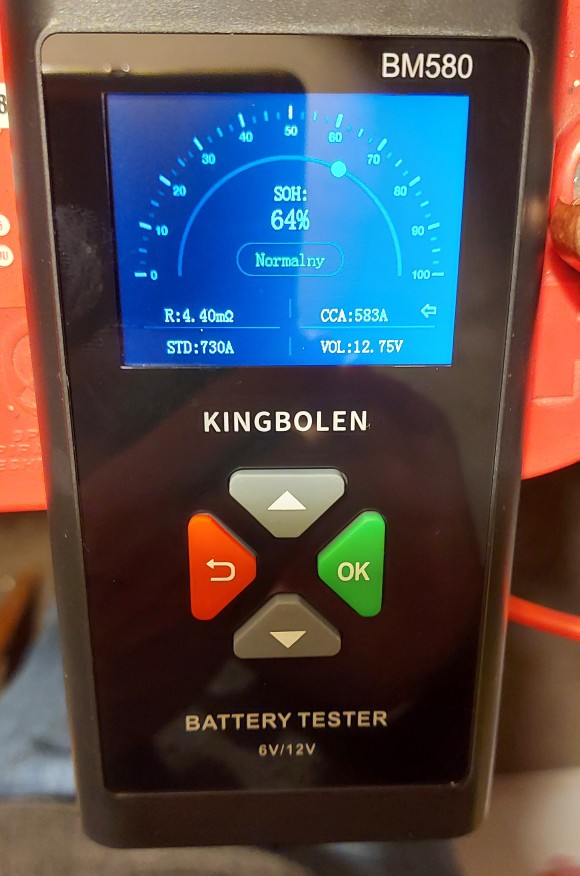 BM580
0 10 20 30 40 50 60 70 80 90 100
SOH:
64%
Normalny
R:4.40mΩ
CCA:583A
STD:730A
VOL:12.75V
KINGBOLEN
OK
BATTERY TESTER
6V/12V